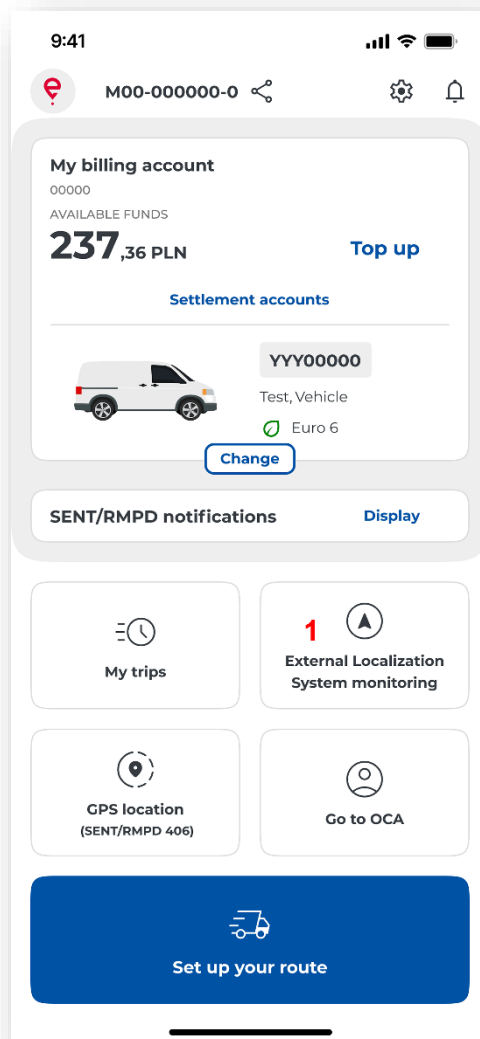 9:41
M00-000000-0
My billing account
00000
AVAILABLE FUNDS
237,36 PLN
Top up
Settlement accounts
YYY00000
Test, Vehicle
Euro 6
Change
SENT/RMPD notifications
Display
My trips
1
External Localization
System monitoring
GPS location
(SENT/RMPD 406)
Go to OCA
Set up your route